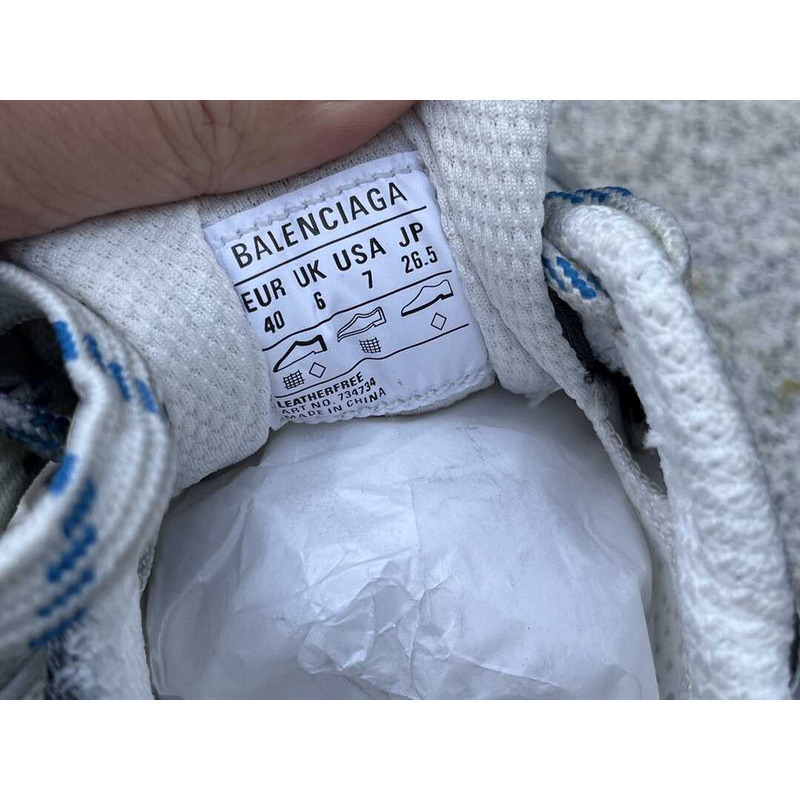 BALENCIAGA
EUR UK USA JP
40 6 7 26.5
LEATHERFREE
ART NO. 734734
MADE IN CHINA